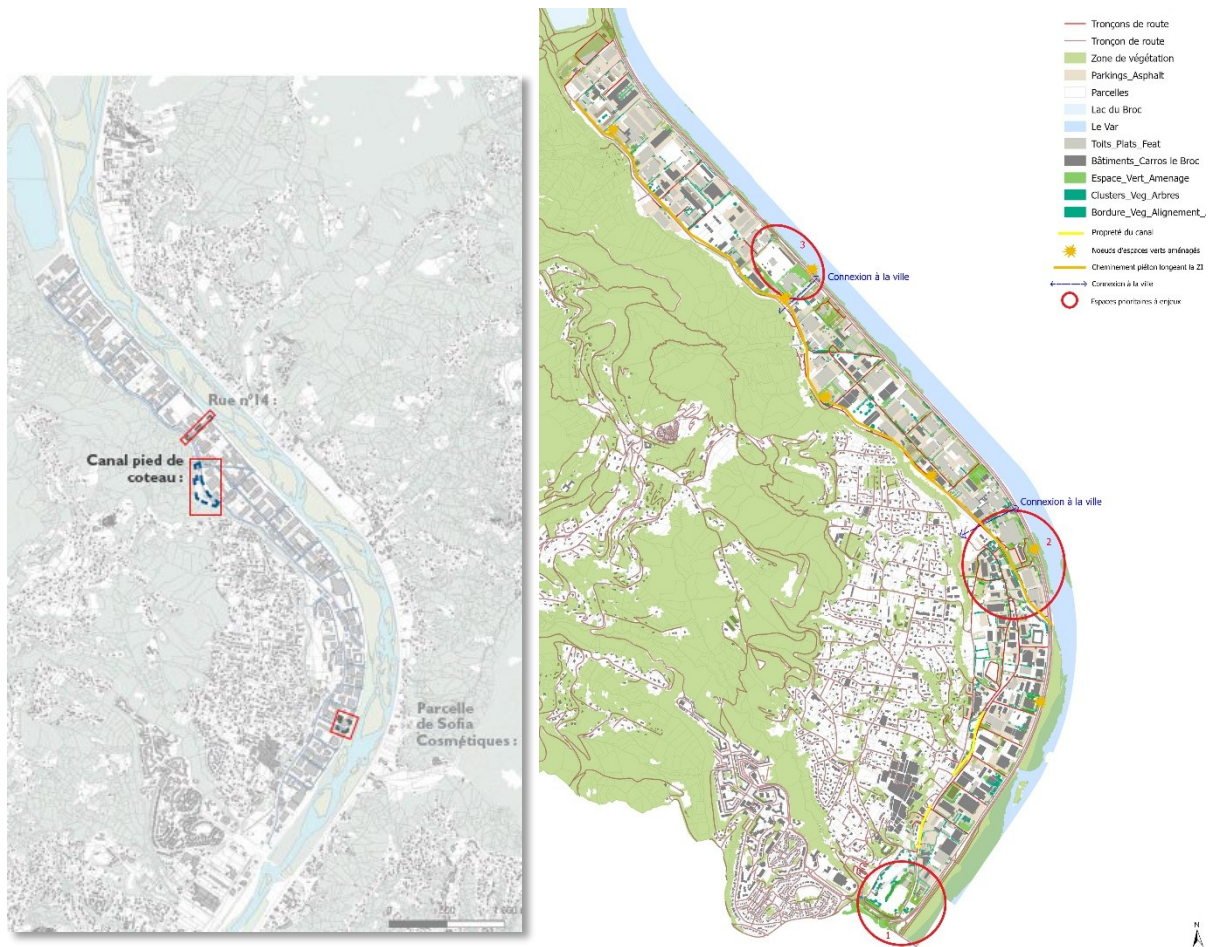 Rue n°14 :
Canal pied de
coteau :
Parcelle
de Sofia
Cosmétiques :
0
Tronçons de route
Tronçon de route
Zone de végétation
Parkings_Asphalt
Parcelles
Lac du Broc
Le Var
Toits_Plats_Feat
Bâtiments_Carros le Broc
Espace_Vert_Amenage
Clusters_Veg_Arbres
Bordure_Veg_Alignement_
Propreté du canal
Noeuds d'espaces verts aménagés
Cheminement piéton longeant la ZI
Connexion à la ville
Espaces prioritaires à enjeux
3
Connexion à la ville
Connexion à la ville
2
1
N